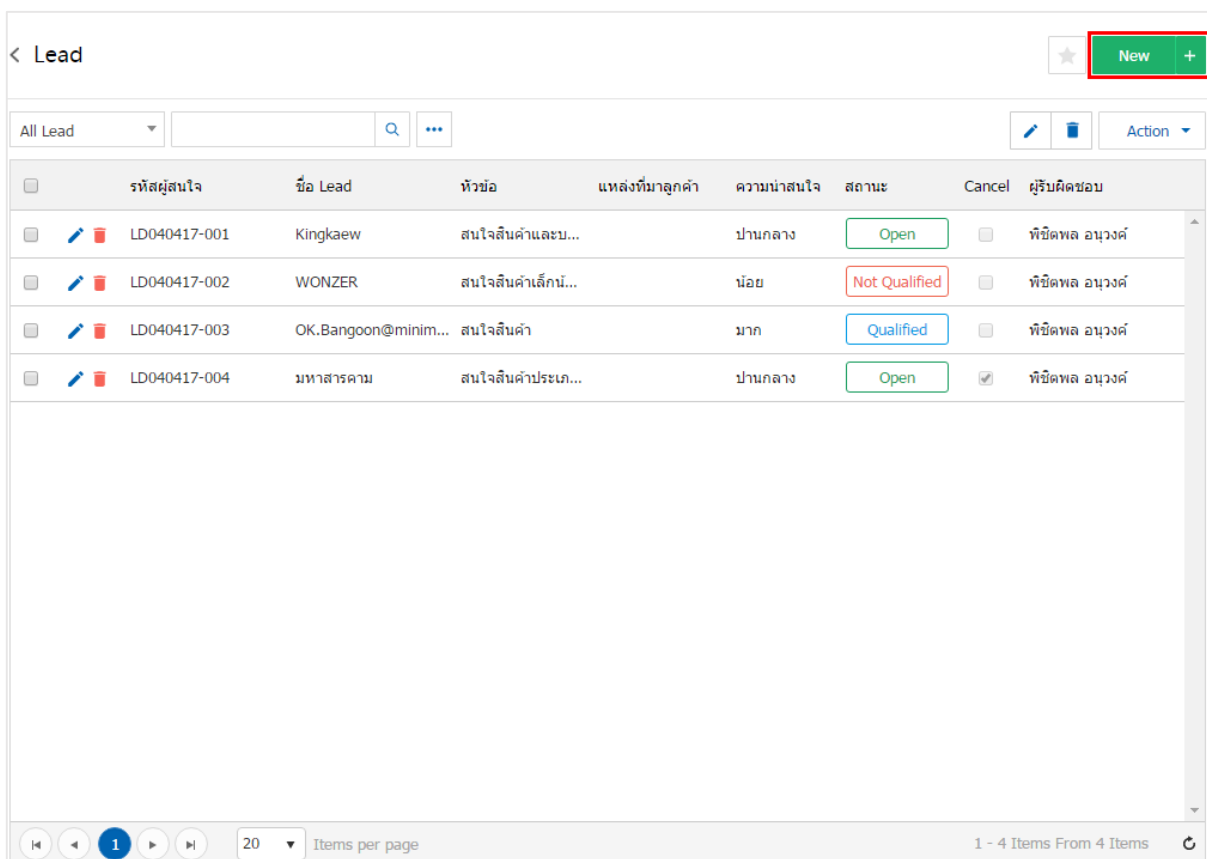 Lead
New +
All Lead
Action
รหัสผู้สนใจ ชื่อ Lead หัวข้อ แหล่งที่มาลูกค้า ความน่าสนใจ สถานะ Cancel ผู้รับผิดชอบ
LD040417-001 Kingkaew สนใจสินค้าและบ... ปานกลาง Open พิชิตพล อนุวงค์
LD040417-002 WONZER สนใจสินค้าเล็กน้... น้อย Not Qualified พิชิตพล อนุวงค์
LD040417-003 OK.Bangoon@minim... สนใจสินค้า มาก Qualified พิชิตพล อนุวงค์
LD040417-004 มหาสารคาม สนใจสินค้าประเภ... ปานกลาง Open พิชิตพล อนุวงค์
1 20 Items per page 1 - 4 Items From 4 Items